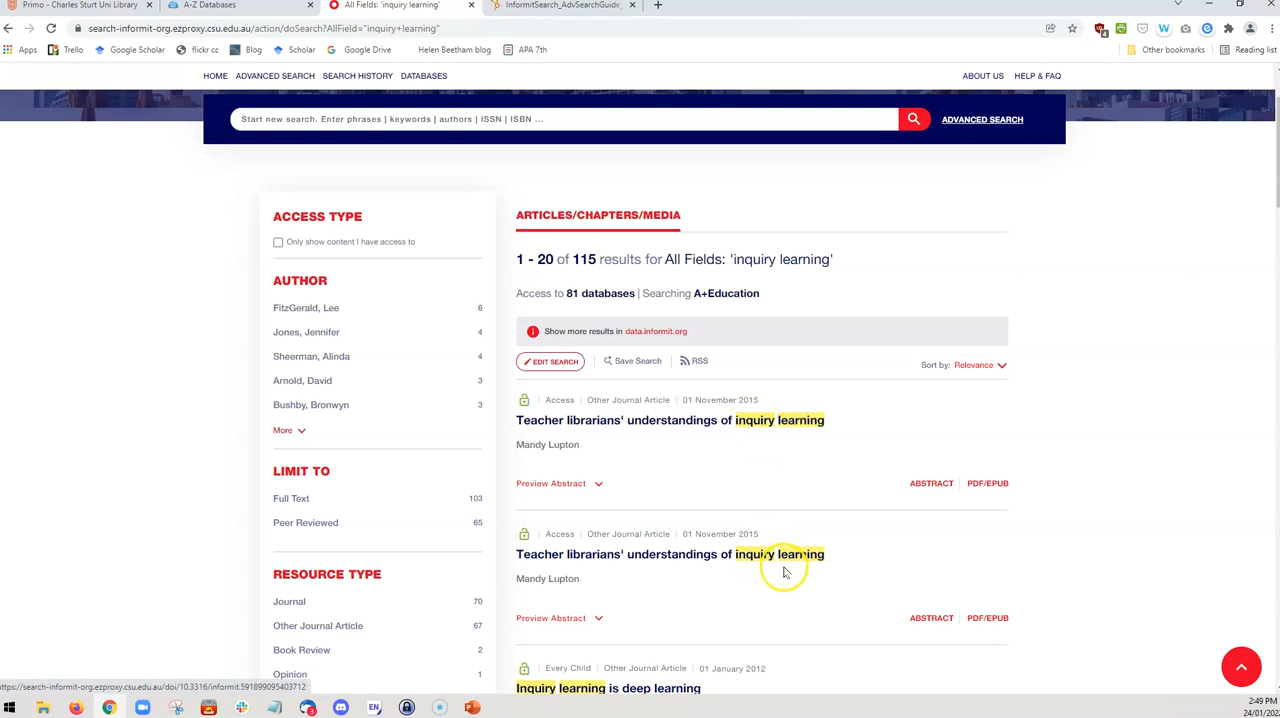 Primo - Charles Sturt Uni Library
A-Z Databases
All Fields: 'inquiry learning'
InformitSearch_AdvSearchGuide_
search-informit-org.ezproxy.csu.edu.au/action/doSearch?AllField="inquiry+learning"
Apps
Trello
Google Scholar
flickr cc
Blog
Scholar
Google Drive
Helen Beetham blog
APA 7th
Other bookmarks
Reading list
HOME ADVANCED SEARCH SEARCH HISTORY DATABASES
ABOUT US HELP & FAQ
Start new search. Enter phrases | keywords | authors | ISSN | ISBN ...
ADVANCED SEARCH
ACCESS TYPE
Only show content I have access to
AUTHOR
FitzGerald, Lee 6
Jones, Jennifer 4
Sheerman, Alinda 4
Arnold, David 3
Bushby, Bronwyn 3
More
LIMIT TO
Full Text 103
Peer Reviewed 65
RESOURCE TYPE
Journal 70
Other Journal Article 67
Book Review 2
Opinion 1
ARTICLES/CHAPTERS/MEDIA
1 - 20 of 115 results for All Fields: 'inquiry learning'
Access to 81 databases | Searching A+Education
Show more results in data.informit.org
EDIT SEARCH
Save Search
RSS
Sort by: Relevance
Access | Other Journal Article | 01 November 2015
Teacher librarians' understandings of inquiry learning
Mandy Lupton
Preview Abstract
ABSTRACT | PDF/EPUB
Access | Other Journal Article | 01 November 2015
Teacher librarians' understandings of inquiry learning
Mandy Lupton
Preview Abstract
ABSTRACT | PDF/EPUB
Every Child | Other Journal Article | 01 January 2012
Inquiry learning is deep learning
https://search-informit-org.ezproxy.csu.edu.au/doi/10.3316/informit.591899095403712
EN
2:49 PM